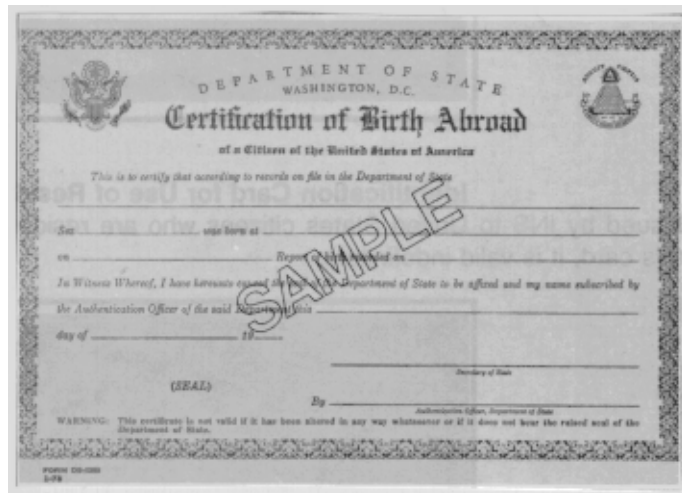 DEPARTMENT OF STATE
WASHINGTON, D.C.
Certification of Birth Abroad
of a Citizen of the United States of America
This is to certify that according to records on file in the Department of State
Sex was born at
on Report of birth recorded on
In Witness Whereof, I have hereunto caused the seal of the Department of State to be affixed and my name subscribed by
the Authentication Officer of the said Department this
day of 19
SAMPLE
Secretary of State
(SEAL)
By
Authentication Officer, Department of State
WARNING: This certificate is not valid if it has been altered in any way whatsoever or if it does not bear the raised seal of the
Department of State.
FORM